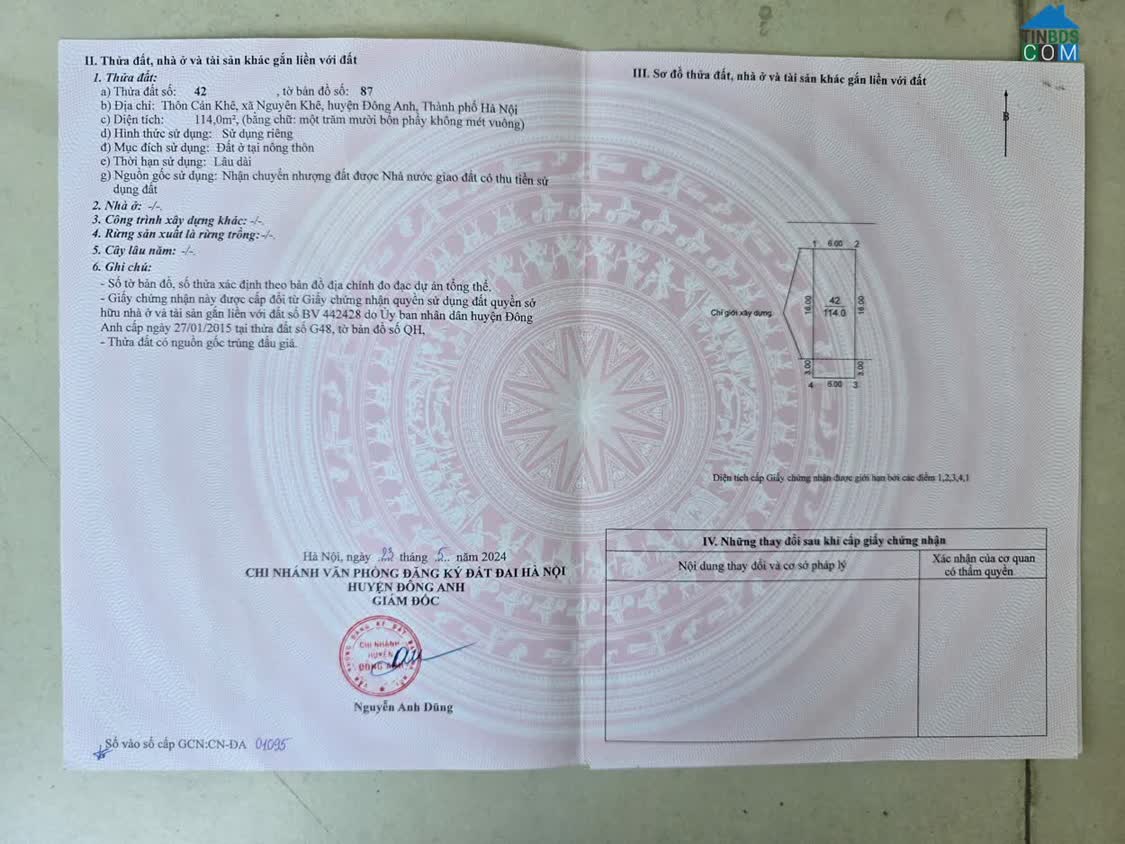 TINBDS
COM
II. Thửa đất, nhà ở và tài sản khác gắn liền với đất
1. Thửa đất:
a) Thửa đất số: 42 , tờ bản đồ số: 87
b) Địa chỉ: Thôn Cán Khê, xã Nguyên Khê, huyện Đông Anh, Thành phố Hà Nội
c) Diện tích: 114,0m², (bằng chữ: một trăm mười bốn phẩy không mét vuông)
d) Hình thức sử dụng: Sử dụng riêng
đ) Mục đích sử dụng: Đất ở tại nông thôn
e) Thời hạn sử dụng: Lâu dài
g) Nguồn gốc sử dụng: Nhận chuyển nhượng đất được Nhà nước giao đất có thu tiền sử
dụng đất
2. Nhà ở: -/-.
3. Công trình xây dựng khác: -/-.
4. Rừng sản xuất là rừng trồng:-/-.
5. Cây lâu năm: -/-.
6. Ghi chú:
- Số tờ bản đồ, số thửa xác định theo bản đồ địa chính đo đạc dự án tổng thể.
- Giấy chứng nhận này được cấp đổi từ Giấy chứng nhận quyền sử dụng đất quyền sở
hữu nhà ở và tài sản gắn liền với đất số BV 442428 do Ủy ban nhân dân huyện Đông
Anh cấp ngày 27/01/2015 tại thửa đất số G48, tờ bản đồ số QH.
- Thửa đất có nguồn gốc trúng đấu giá.
Hà Nội, ngày 23 tháng 5 năm 2024
CHI NHÁNH VĂN PHÒNG ĐĂNG KÝ ĐẤT ĐAI HÀ NỘI
HUYỆN ĐÔNG ANH
GIÁM ĐỐC
CHI NHÁNH
HUYỆN
ĐÔNG ANH
Nguyễn Anh Dũng
Số vào sổ cấp GCN:CN-ĐA 01095
III. Sơ đồ thửa đất, nhà ở và tài sản khác gắn liền với đất
B
1 6.00 2
16.00 42 16.00
114.0
Chỉ giới xây dựng
3.00 3.00
4 6.00 3
Diện tích cấp Giấy chứng nhận được giới hạn bởi các điểm 1,2,3,4,1
IV. Những thay đổi sau khi cấp giấy chứng nhận
Nội dung thay đổi và cơ sở pháp lý
Xác nhận của cơ quan
có thẩm quyền